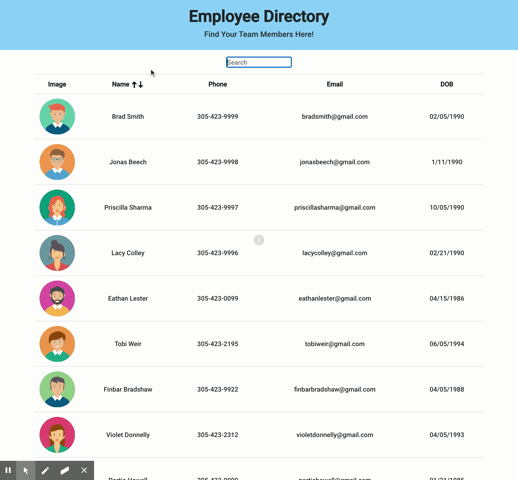 Employee Directory
Find Your Team Members Here!
Search
Image Name Phone Email DOB
Brad Smith 305-423-9999 bradsmith@gmail.com 02/05/1990
Jonas Beech 305-423-9998 jonasbeech@gmail.com 1/11/1990
Priscilla Sharma 305-423-9997 priscillasharma@gmail.com 10/05/1990
Lacy Colley 305-423-9996 lacycolley@gmail.com 02/21/1990
Eathan Lester 305-423-0099 eathanlester@gmail.com 04/15/1986
Tobi Weir 305-423-2195 tobiweir@gmail.com 06/05/1994
Finbar Bradshaw 305-423-9922 finbarbradshaw@gmail.com 04/05/1988
Violet Donnelly 305-423-2312 violetdonnelly@gmail.com 04/05/1993